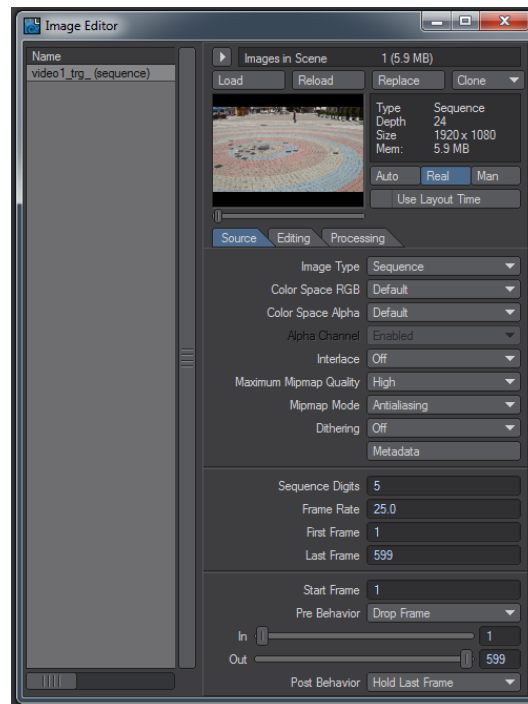 Image Editor
Name
video1_trg_ (sequence)
Images in Scene 1 (5.9 MB)
Load Reload Replace Clone
Type Sequence
Depth 24
Size 1920 x 1080
Mem: 5.9 MB
Auto Real Man
Use Layout Time
Source Editing Processing
Image Type Sequence
Color Space RGB Default
Color Space Alpha Default
Alpha Channel Enabled
Interlace Off
Maximum Mipmap Quality High
Mipmap Mode Antialiasing
Dithering Off
Metadata
Sequence Digits 5
Frame Rate 25.0
First Frame 1
Last Frame 599
Start Frame 1
Pre Behavior Drop Frame
In 1
Out 599
Post Behavior Hold Last Frame